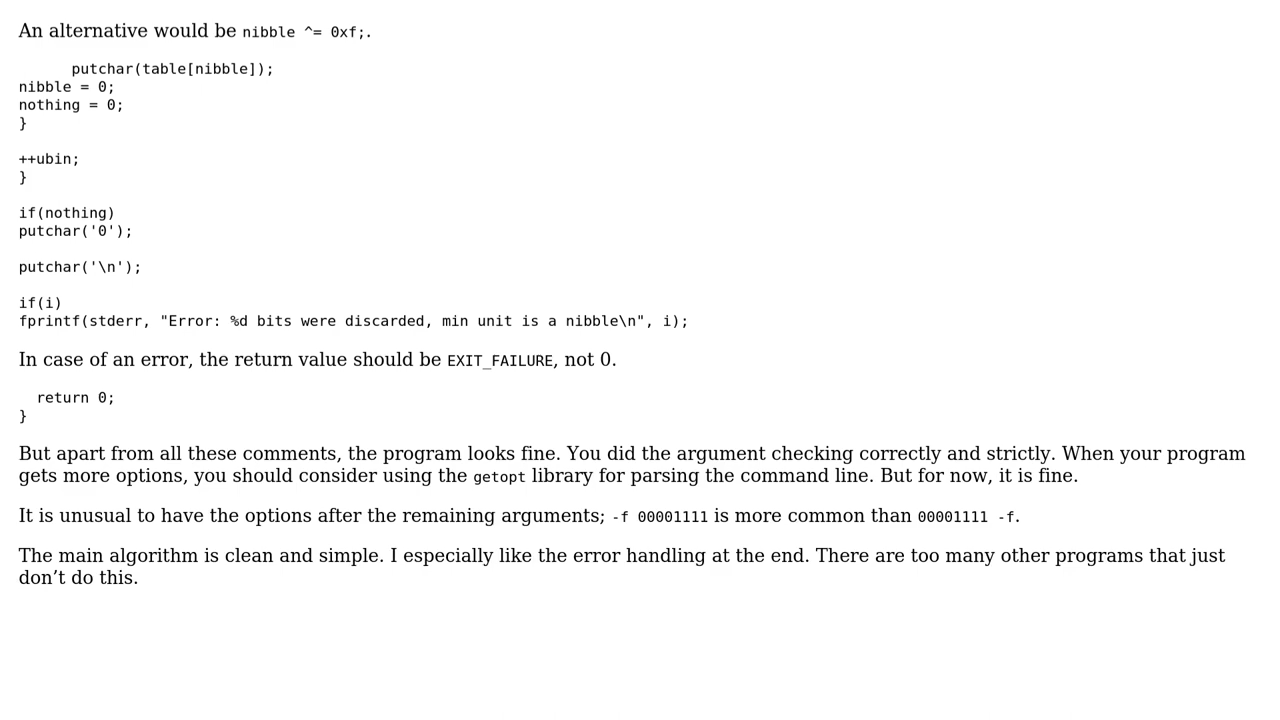 An alternative would be nibble ^= 0xf;.
putchar(table[nibble]);
nibble = 0;
nothing = 0;
}
++ubin;
}
if(nothing)
putchar('0');
putchar('\n');
if(i)
fprintf(stderr, "Error: %d bits were discarded, min unit is a nibble\n", i);
In case of an error, the return value should be EXIT_FAILURE, not 0.
return 0;
}
But apart from all these comments, the program looks fine. You did the argument checking correctly and strictly. When your program
gets more options, you should consider using the getopt library for parsing the command line. But for now, it is fine.
It is unusual to have the options after the remaining arguments; -f 00001111 is more common than 00001111 -f.
The main algorithm is clean and simple. I especially like the error handling at the end. There are too many other programs that just
don’t do this.